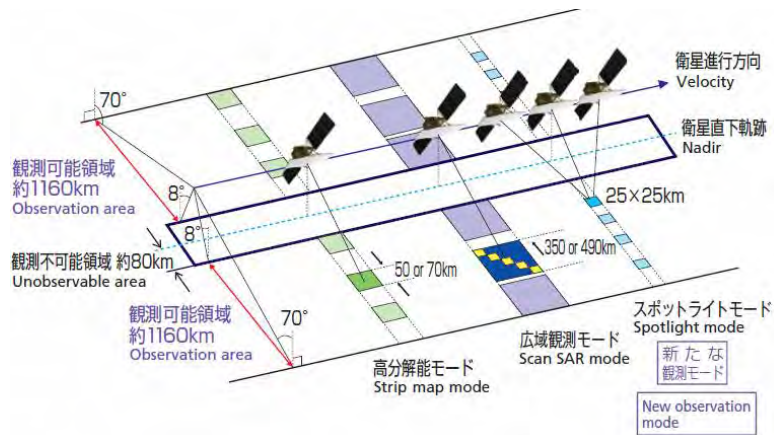 衛星進行方向
Velocity
70°
衛星直下軌跡
Nadir
観測可能領域
約1160km
Observation area
8°
25×25km
8°
観測不可能領域 約80km
Unobservable area
350 or 490km
50 or 70km
観測可能領域
約1160km
Observation area
70°
スポットライトモード
Spotlight mode
広域観測モード
Scan SAR mode
高分解能モード
Strip map mode
新たな
観測モード
New observation
mode